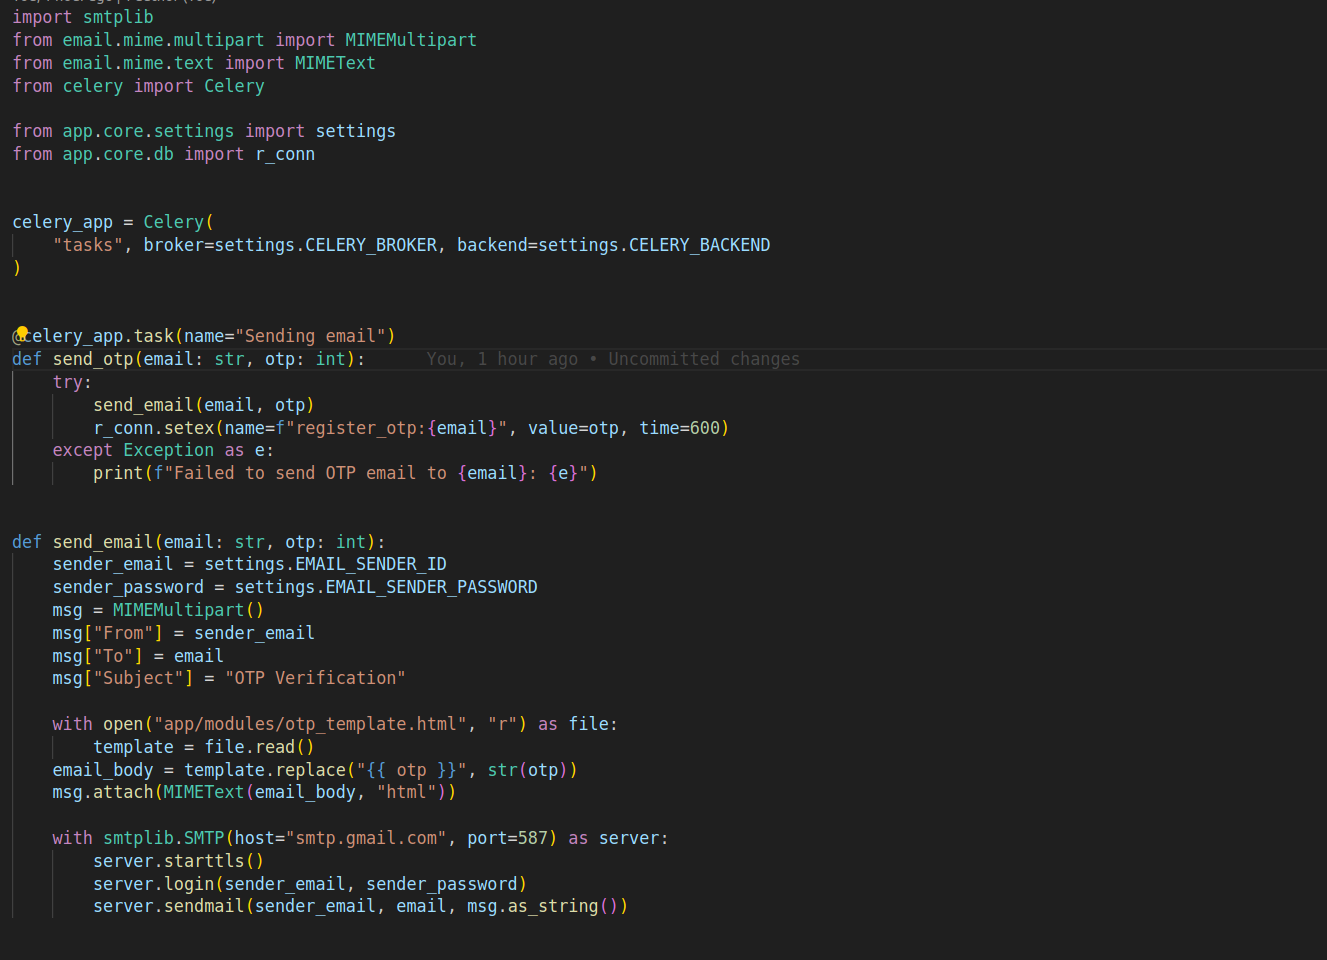 import smtplib
from email.mime.multipart import MIMEMultipart
from email.mime.text import MIMEText
from celery import Celery
from app.core.settings import settings
from app.core.db import r_conn
celery_app = Celery(
    "tasks", broker=settings.CELERY_BROKER, backend=settings.CELERY_BACKEND
)
@celery_app.task(name="Sending email")
def send_otp(email: str, otp: int): You, 1 hour ago • Uncommitted changes
    try:
        send_email(email, otp)
        r_conn.setex(name=f"register_otp:{email}", value=otp, time=600)
    except Exception as e:
        print(f"Failed to send OTP email to {email}: {e}")
def send_email(email: str, otp: int):
    sender_email = settings.EMAIL_SENDER_ID
    sender_password = settings.EMAIL_SENDER_PASSWORD
    msg = MIMEMultipart()
    msg["From"] = sender_email
    msg["To"] = email
    msg["Subject"] = "OTP Verification"
    with open("app/modules/otp_template.html", "r") as file:
        template = file.read()
    email_body = template.replace("{{ otp }}", str(otp))
    msg.attach(MIMEText(email_body, "html"))
    with smtplib.SMTP(host="smtp.gmail.com", port=587) as server:
        server.starttls()
        server.login(sender_email, sender_password)
        server.sendmail(sender_email, email, msg.as_string())